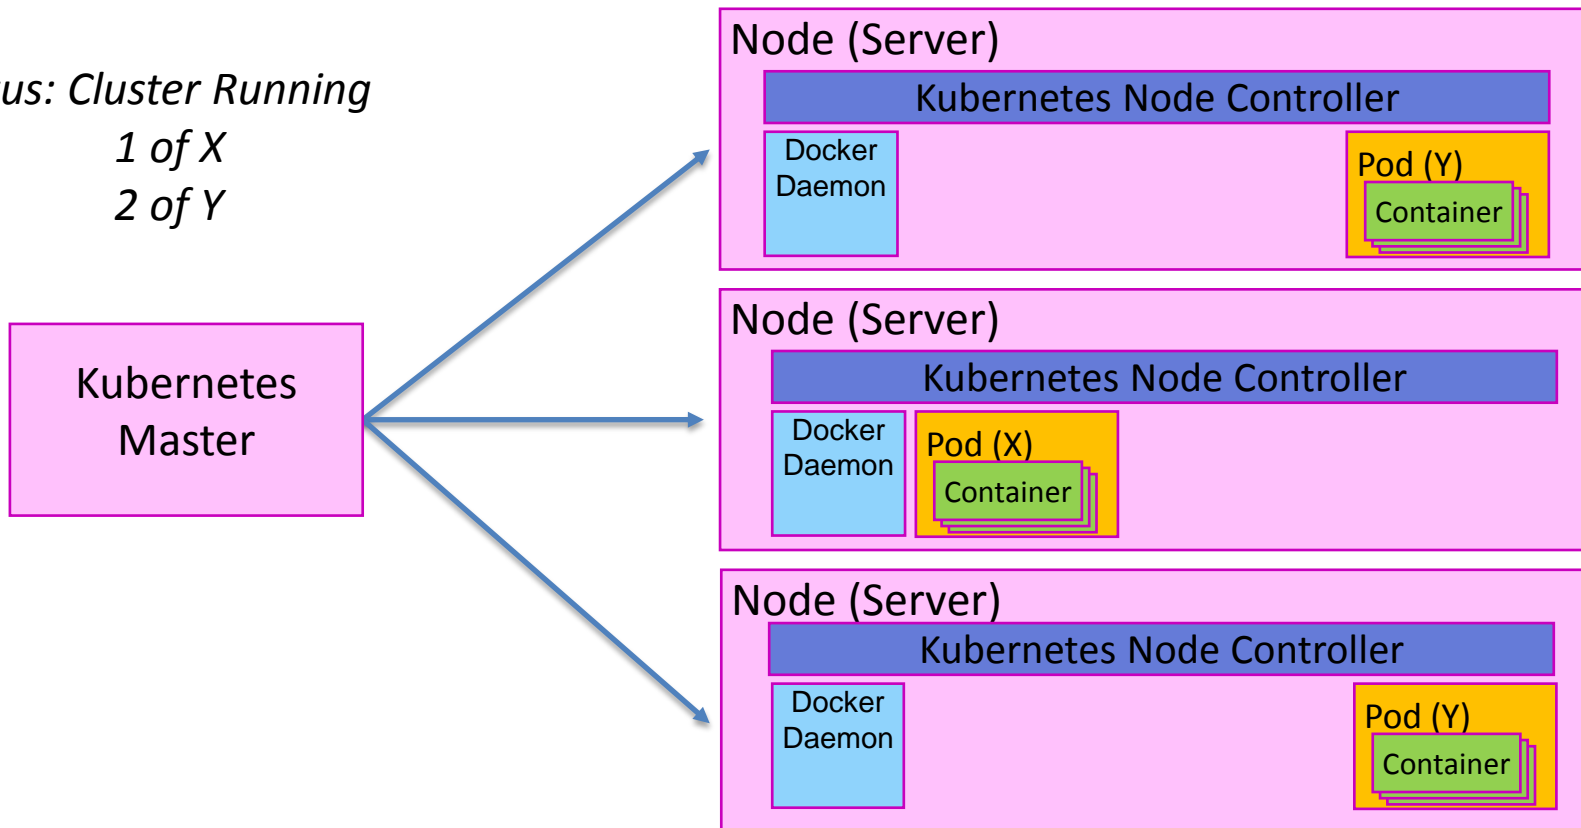 Node (Server)
Kubernetes Node Controller
Docker
Daemon
Pod (Y)
Container
us: Cluster Running
1 of X
2 of Y
Kubernetes
Master
Node (Server)
Kubernetes Node Controller
Docker
Daemon
Pod (X)
Container
Node (Server)
Kubernetes Node Controller
Docker
Daemon
Pod (Y)
Container